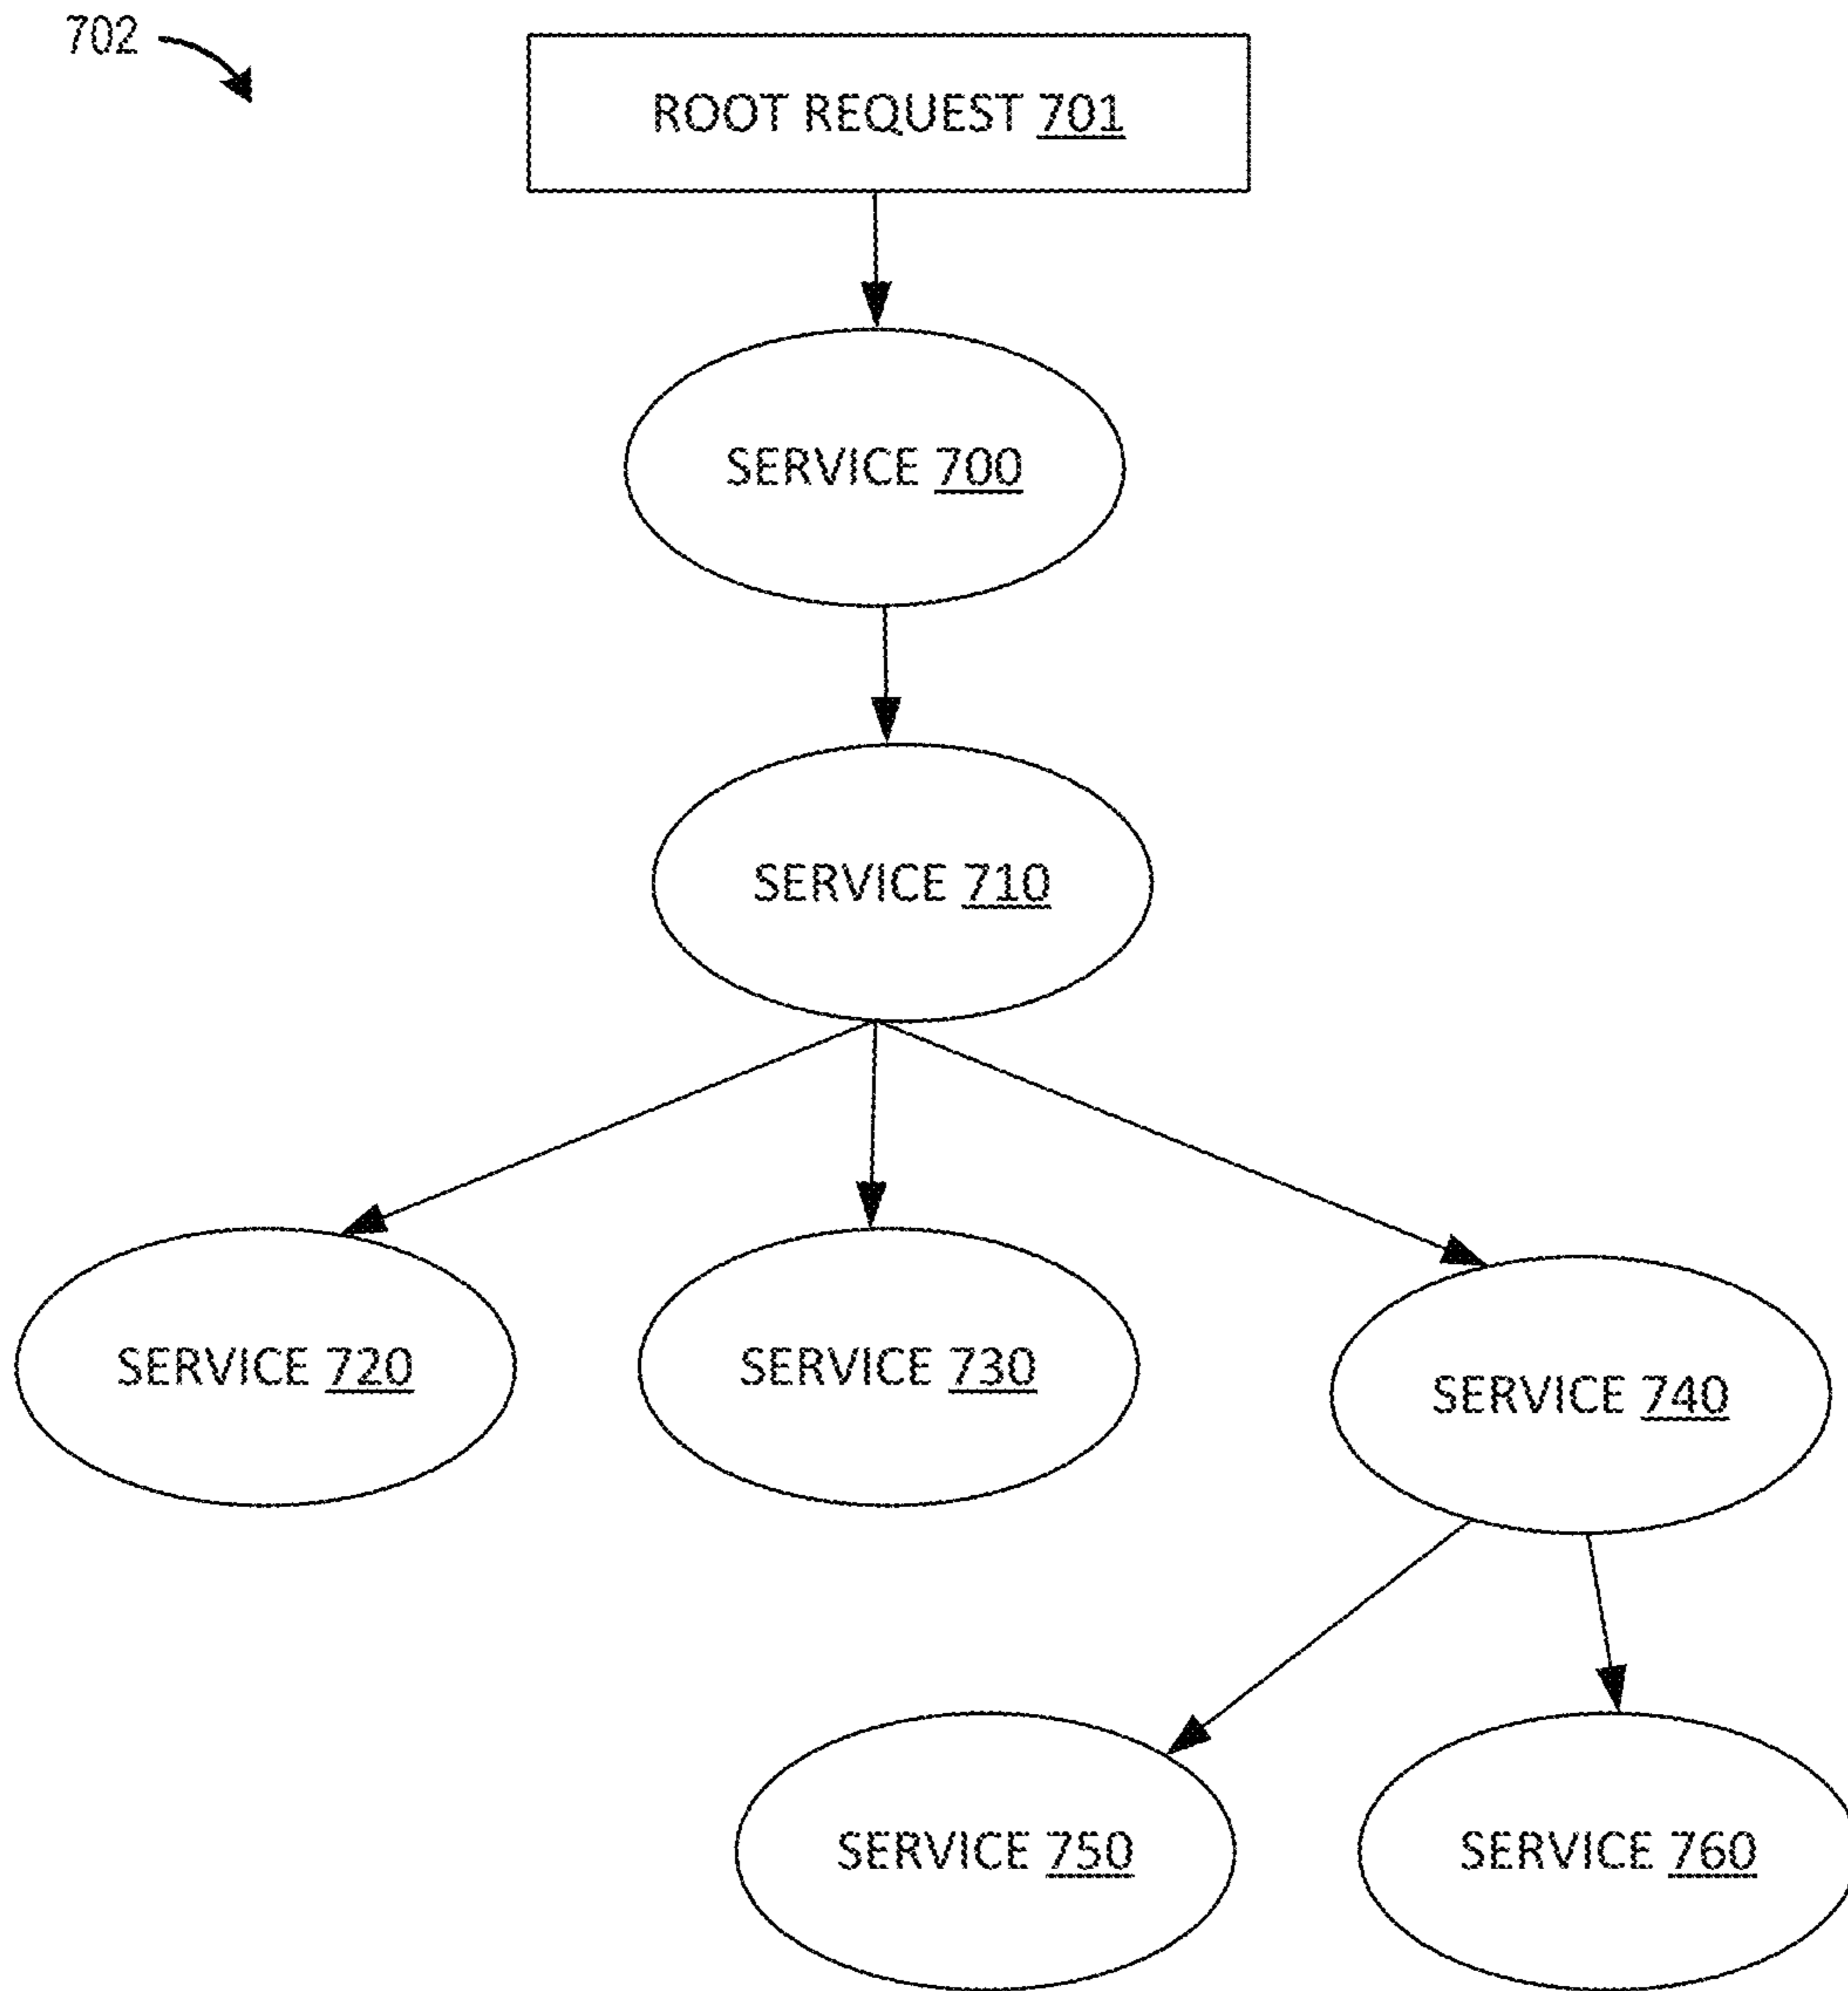 702
ROOT REQUEST 701
SERVICE 700
SERVICE 710
SERVICE 720
SERVICE 730
SERVICE 740
SERVICE 750
SERVICE 760